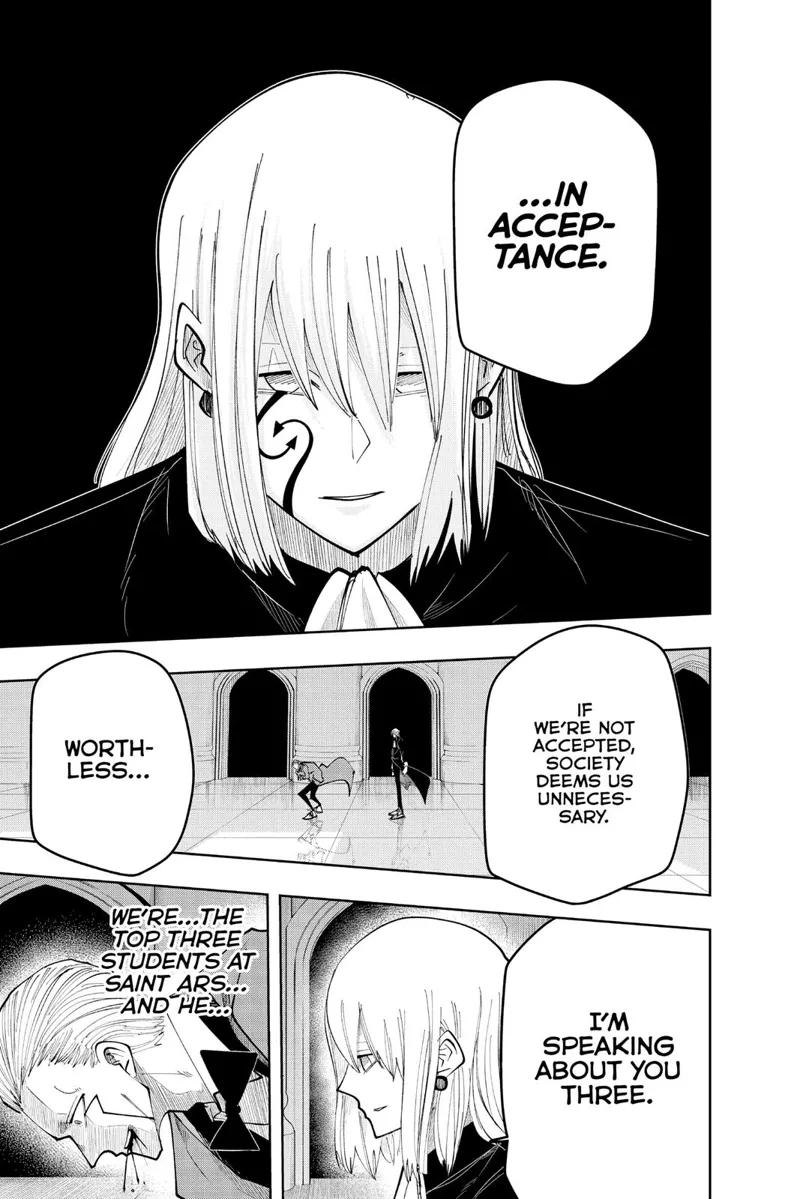 ...IN
ACCEP-
TANCE.
IF
WE'RE NOT
ACCEPTED,
SOCIETY
DEEMS US
UNNECES-
SARY.
WORTH-
LESS...
I'M
SPEAKING
ABOUT YOU
THREE.
WE'RE...THE
TOP THREE
STUDENTS AT
SAINT ARS...
AND HE...